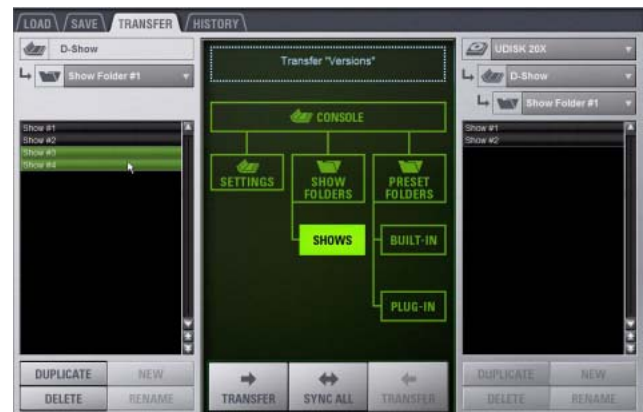 LOAD SAVE TRANSFER HISTORY
D-Show
Show Folder #1
Show #1
Show #2
Show #3
Show #4
DUPLICATE NEW
DELETE RENAME
Transfer "Versions"
CONSOLE
SETTINGS
SHOW
FOLDERS
PRESET
FOLDERS
SHOWS
BUILT-IN
PLUG-IN
TRANSFER SYNC ALL TRANSFER
UDISK 20X
D-Show
Show Folder #1
Show #1
Show #2
DUPLICATE NEW
DELETE RENAME